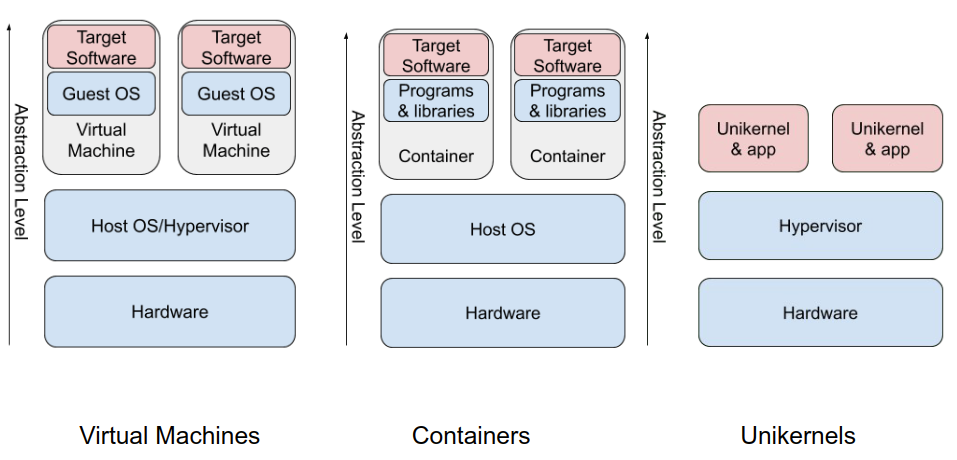 Abstraction Level
Target
Software
Guest OS
Virtual
Machine
Target
Software
Guest OS
Virtual
Machine
Host OS/Hypervisor
Hardware
Virtual Machines
Abstraction Level
Target
Software
Programs
& libraries
Container
Target
Software
Programs
& libraries
Container
Host OS
Hardware
Containers
Abstraction Level
Unikernel
& app
Unikernel
& app
Hypervisor
Hardware
Unikernels